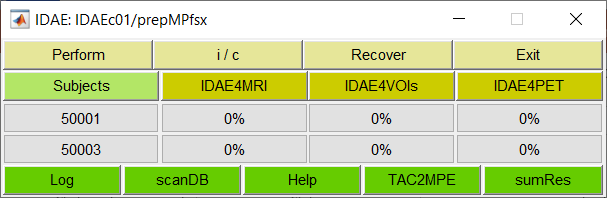 IDAE: IDAEc01/prepMPfsx
Perform i / c Recover Exit
Subjects IDAE4MRI IDAE4VOIs IDAE4PET
50001 0% 0% 0%
50003 0% 0% 0%
Log scanDB Help TAC2MPE sumRes